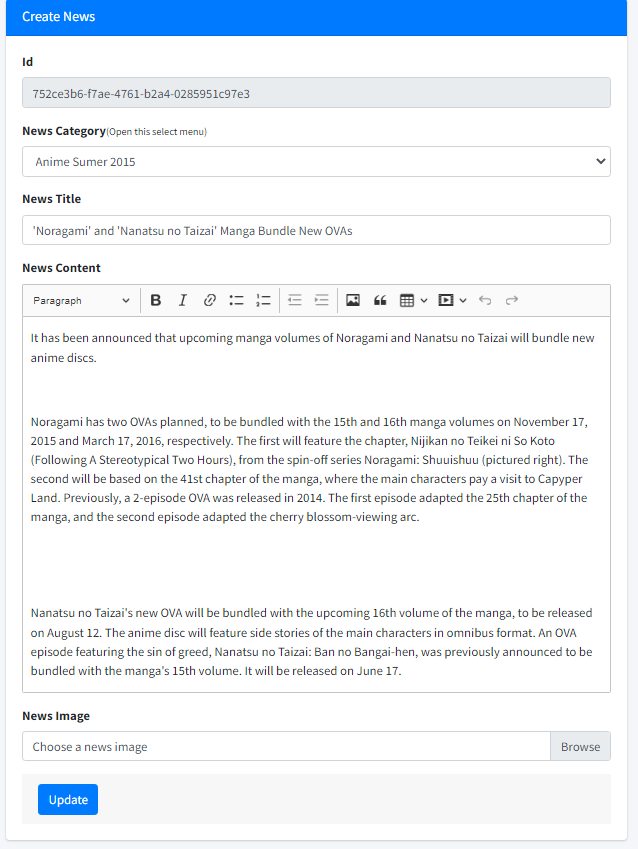 Create News
Id
752ce3b6-f7ae-4761-b2a4-0285951c97e3
News Category(Open this select menu)
Anime Sumer 2015
News Title
'Noragami' and 'Nanatsu no Taizai' Manga Bundle New OVAs
News Content
Paragraph
It has been announced that upcoming manga volumes of Noragami and Nanatsu no Taizai will bundle new
anime discs.
Noragami has two OVAs planned, to be bundled with the 15th and 16th manga volumes on November 17,
2015 and March 17, 2016, respectively. The first will feature the chapter, Nijikan no Teikei ni So Koto
(Following A Stereotypical Two Hours), from the spin-off series Noragami: Shuuishuu (pictured right). The
second will be based on the 41st chapter of the manga, where the main characters pay a visit to Capyper
Land. Previously, a 2-episode OVA was released in 2014. The first episode adapted the 25th chapter of the
manga, and the second episode adapted the cherry blossom-viewing arc.
Nanatsu no Taizai's new OVA will be bundled with the upcoming 16th volume of the manga, to be released
on August 12. The anime disc will feature side stories of the main characters in omnibus format. An OVA
episode featuring the sin of greed, Nanatsu no Taizai: Ban no Bangai-hen, was previously announced to be
bundled with the manga's 15th volume. It will be released on June 17.
News Image
Choose a news image
Browse
Update